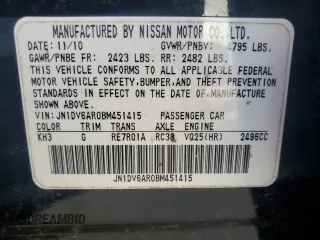 MANUFACTURED BY NISSAN MOTOR CO.,LTD.
DATE: 11/10 GVWR/PNBV: 4795 LBS.
GAWR/PNBE FR: 2423 LBS. RR: 2482 LBS.
THIS VEHICLE CONFORMS TO ALL APPLICABLE FEDERAL
MOTOR VEHICLE SAFETY,BUMPER,AND THEFT PREVENTION
STANDARDS IN EFFECT ON THE DATE OF MANUFACTURE
SHOWN ABOVE.
JN1DV6AR0BM451415 PASSENGER CAR
COLOR TRIM TRANS AXLE ENGINE
KH3 G RE7R01A RC38 VQ25(HR) 2496CC
JN1DV6AR0BM451415